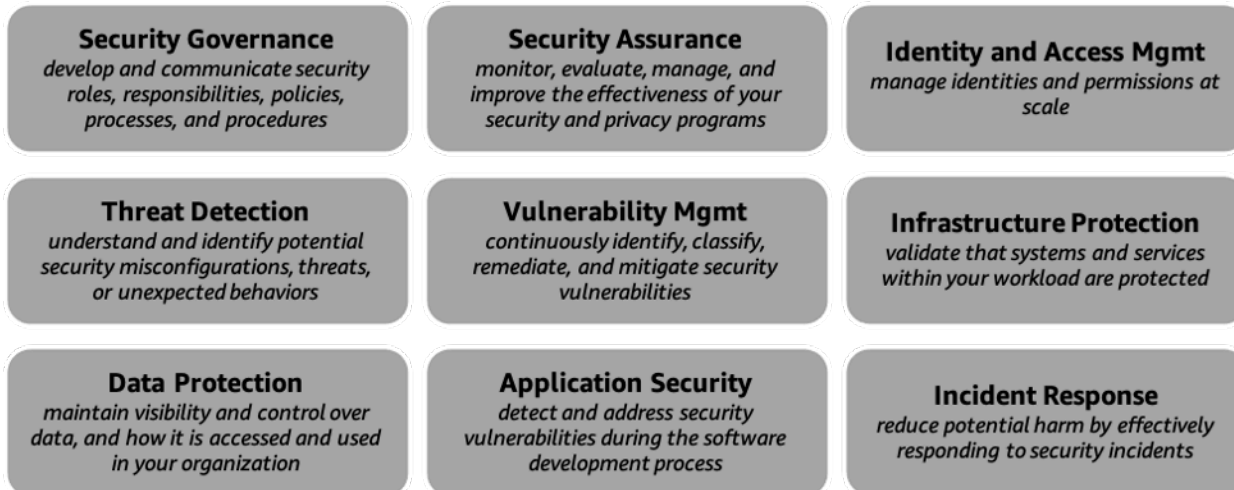 Security Governance
develop and communicate security
roles, responsibilities, policies,
processes, and procedures
Security Assurance
monitor, evaluate, manage, and
improve the effectiveness of your
security and privacy programs
Identity and Access Mgmt
manage identities and permissions at
scale
Threat Detection
understand and identify potential
security misconfigurations, threats,
or unexpected behaviors
Vulnerability Mgmt
continuously identify, classify,
remediate, and mitigate security
vulnerabilities
Infrastructure Protection
validate that systems and services
within your workload are protected
Data Protection
maintain visibility and control over
data, and how it is accessed and used
in your organization
Application Security
detect and address security
vulnerabilities during the software
development process
Incident Response
reduce potential harm by effectively
responding to security incidents